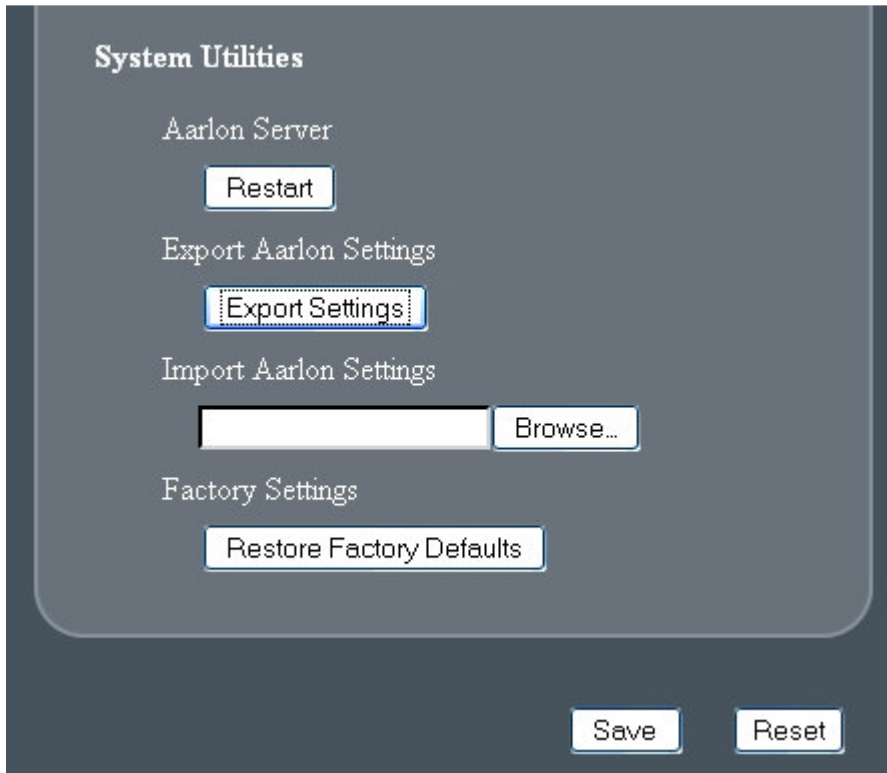 System Utilities
Aarlon Server
Restart
Export Aarlon Settings
Export Settings
Import Aarlon Settings
Browse...
Factory Settings
Restore Factory Defaults
Save Reset